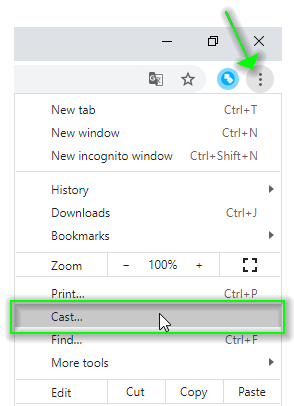 New tab Ctrl+T
New window Ctrl+N
New incognito window Ctrl+Shift+N
History
Downloads Ctrl+J
Bookmarks
Zoom − 100% +
Print... Ctrl+P
Cast...
Find... Ctrl+F
More tools
Edit Cut Copy Paste